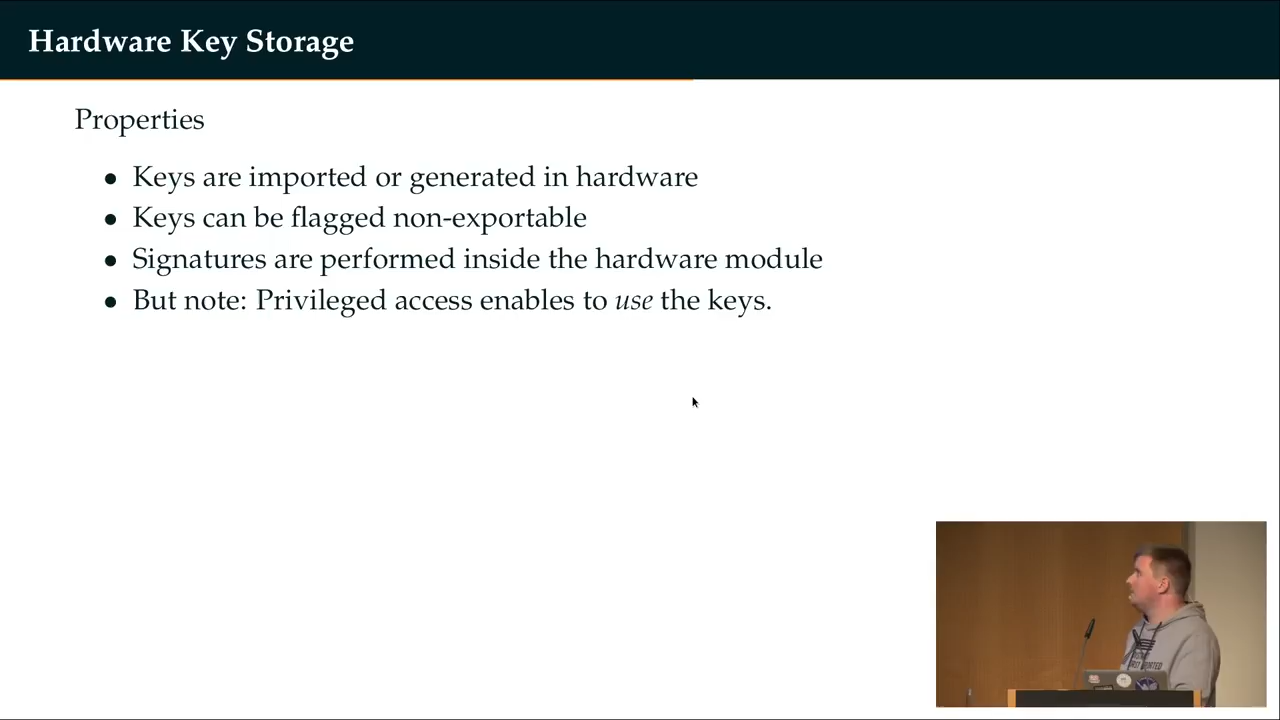 Hardware Key Storage
Properties
• Keys are imported or generated in hardware
• Keys can be flagged non-exportable
• Signatures are performed inside the hardware module
• But note: Privileged access enables to use the keys.